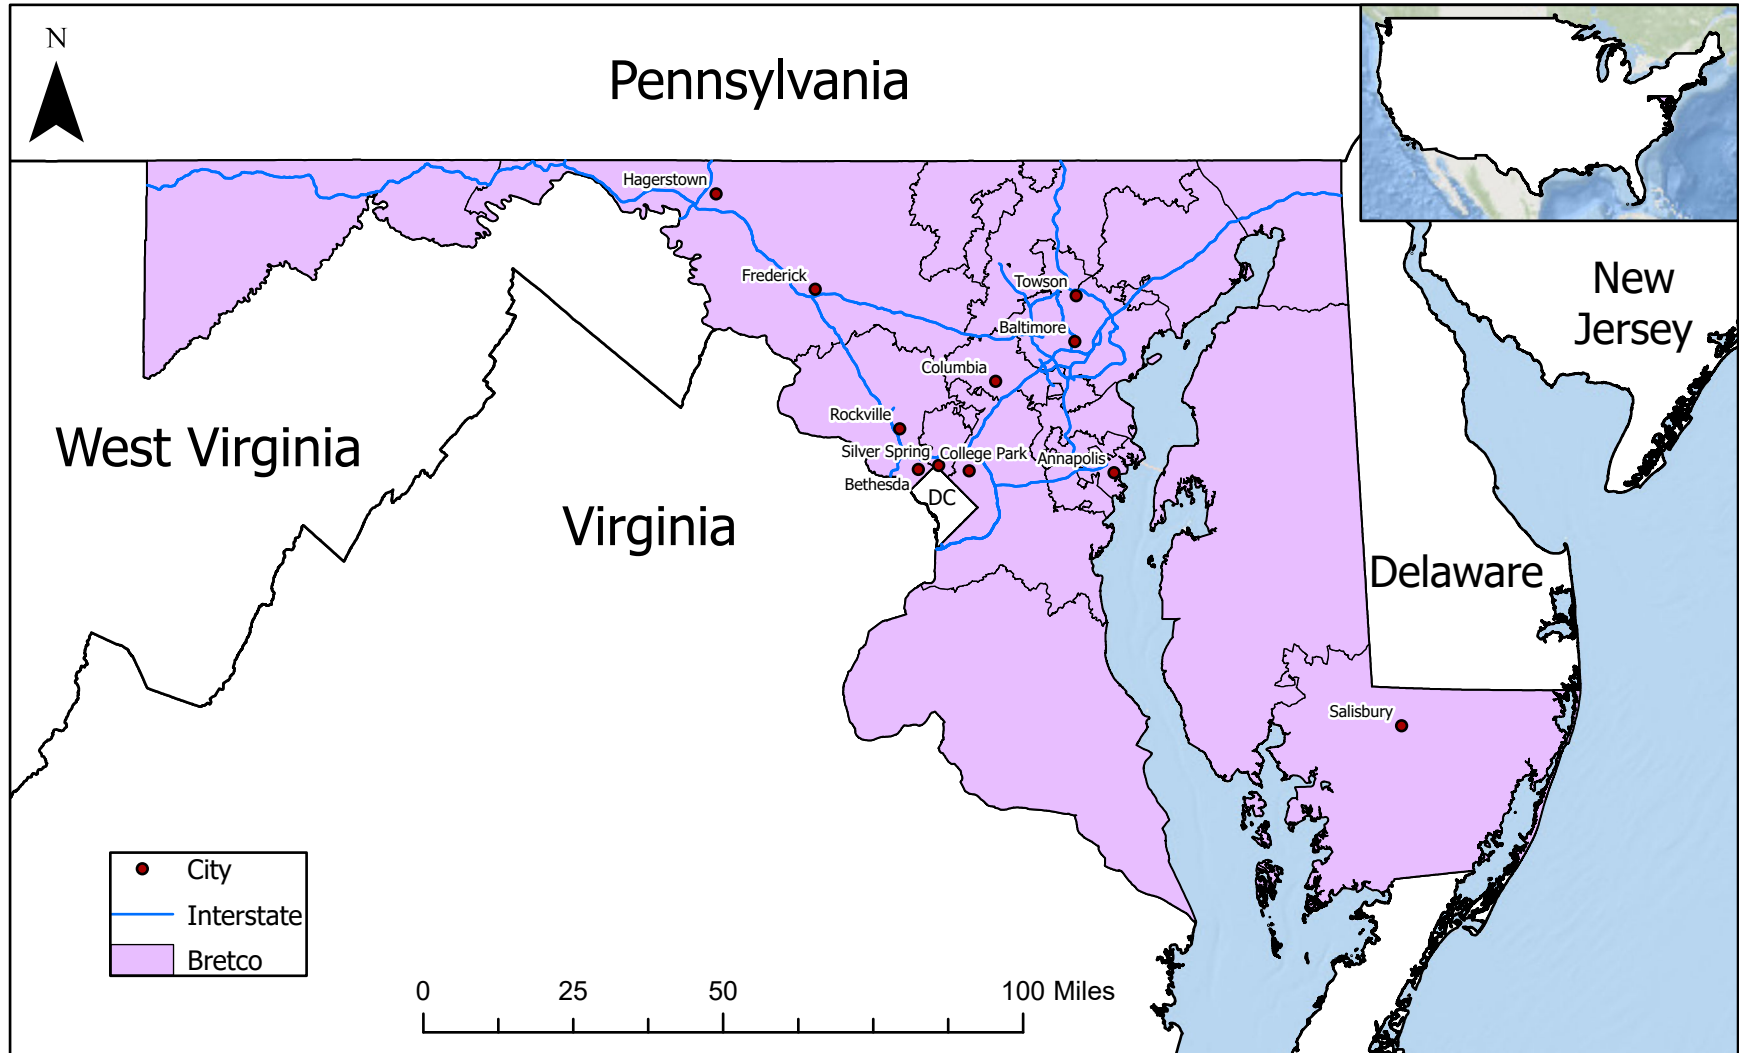 N
Pennsylvania
Hagerstown
Frederick
Towson
New
Jersey
Baltimore
Columbia
Rockville
West Virginia
Silver Spring
College Park
Annapolis
Bethesda
DC
Virginia
Delaware
Salisbury
City
Interstate
Bretco
0 25 50 100 Miles